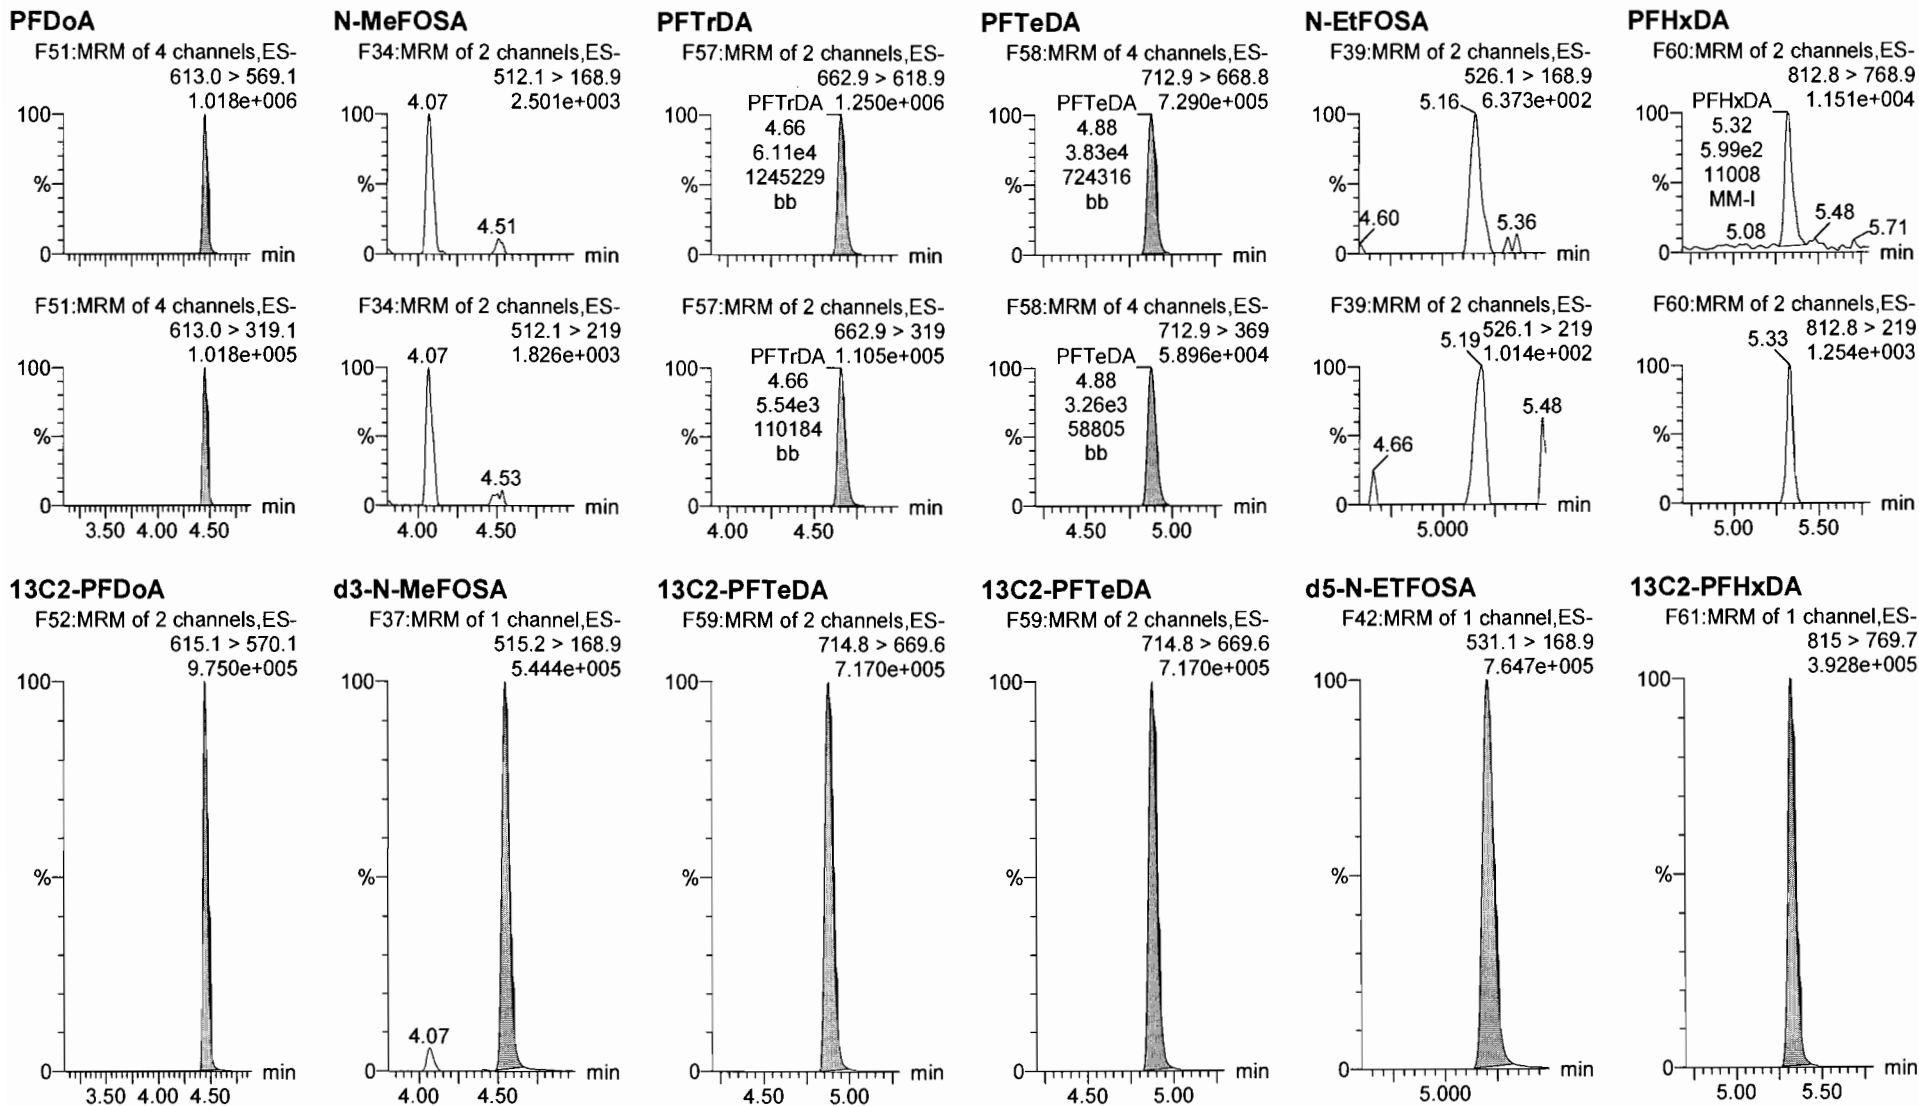 PFDoA
F51:MRM of 4 channels,ES-
613.0 > 569.1
1.018e+006
100
%
0
min
N-MeFOSA
F34:MRM of 2 channels,ES-
512.1 > 168.9
2.501e+003
4.07
100
%
4.51
0
min
PFTrDA
F57:MRM of 2 channels,ES-
662.9 > 618.9
PFTrDA 1.250e+006
100
4.66
6.11e4
1245229
bb
%
0
min
PFTeDA
F58:MRM of 4 channels,ES-
712.9 > 668.8
PFTeDA 7.290e+005
100
4.88
3.83e4
724316
bb
%
0
min
N-EtFOSA
F39:MRM of 2 channels,ES-
526.1 > 168.9
5.16 6.373e+002
100
%
4.60
5.36
0
min
PFHxDA
F60:MRM of 2 channels,ES-
812.8 > 768.9
PFHxDA 1.151e+004
100
5.32
5.99e2
11008
MM-I
%
5.08
5.48
5.71
0
min
F51:MRM of 4 channels,ES-
613.0 > 319.1
1.018e+005
100
%
0
min
3.50 4.00 4.50
F34:MRM of 2 channels,ES-
512.1 > 219
1.826e+003
4.07
100
%
4.53
0
min
4.00 4.50
F57:MRM of 2 channels,ES-
662.9 > 319
PFTrDA 1.105e+005
100
4.66
5.54e3
110184
bb
%
0
min
4.00 4.50
F58:MRM of 4 channels,ES-
712.9 > 369
PFTeDA 5.896e+004
100
4.88
3.26e3
58805
bb
%
0
min
4.50 5.00
F39:MRM of 2 channels,ES-
526.1 > 219
5.19 1.014e+002
100
5.48
%
4.66
0
min
5.000
F60:MRM of 2 channels,ES-
812.8 > 219
5.33 1.254e+003
100
%
0
min
5.00 5.50
13C2-PFDoA
F52:MRM of 2 channels,ES-
615.1 > 570.1
9.750e+005
100
%
0
min
3.50 4.00 4.50
d3-N-MeFOSA
F37:MRM of 1 channel,ES-
515.2 > 168.9
5.444e+005
100
%
4.07
0
min
4.00 4.50
13C2-PFTeDA
F59:MRM of 2 channels,ES-
714.8 > 669.6
7.170e+005
100
%
0
min
4.50 5.00
13C2-PFTeDA
F59:MRM of 2 channels,ES-
714.8 > 669.6
7.170e+005
100
%
0
min
4.50 5.00
d5-N-ETFOSA
F42:MRM of 1 channel,ES-
531.1 > 168.9
7.647e+005
100
%
0
min
5.000
13C2-PFHxDA
F61:MRM of 1 channel,ES-
815 > 769.7
3.928e+005
100
%
0
min
5.00 5.50